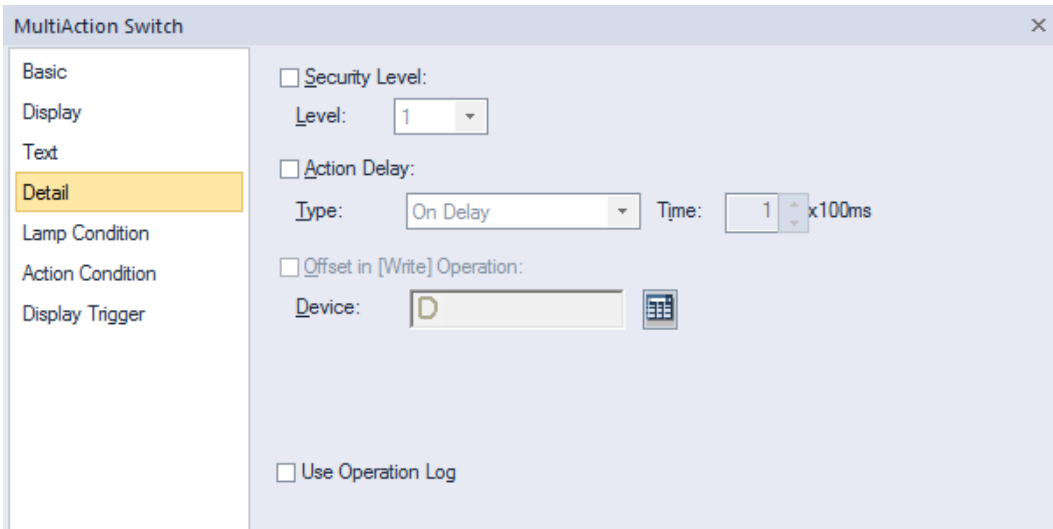 MultiAction Switch
Basic
Display
Text
Detail
Lamp Condition
Action Condition
Display Trigger
Security Level:
Level: 1
Action Delay:
Type: On Delay Time: 1 x100ms
Offset in [Write] Operation:
Device: D
Use Operation Log